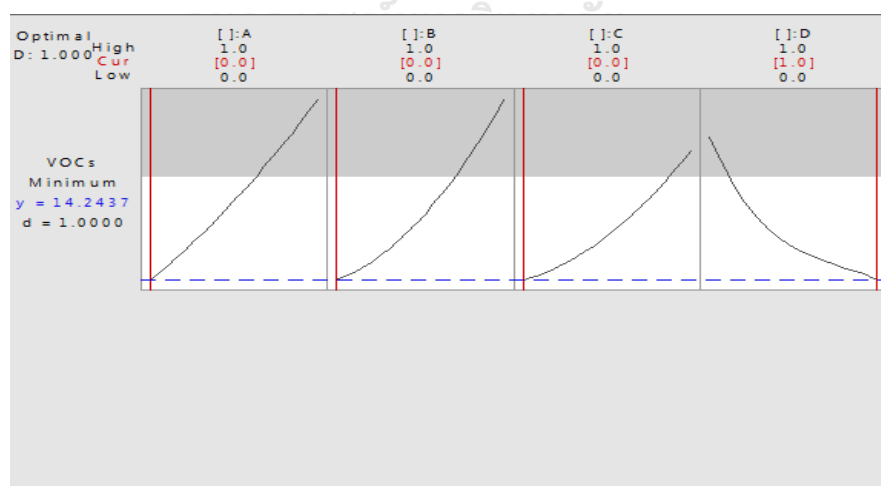 Optimal
D: 1.000
High
Cur
Low
[ ]:A
1.0
[0.0]
0.0
[ ]:B
1.0
[0.0]
0.0
[ ]:C
1.0
[0.0]
0.0
[ ]:D
1.0
[1.0]
0.0
VOCs
Minimum
y = 14.2437
d = 1.0000